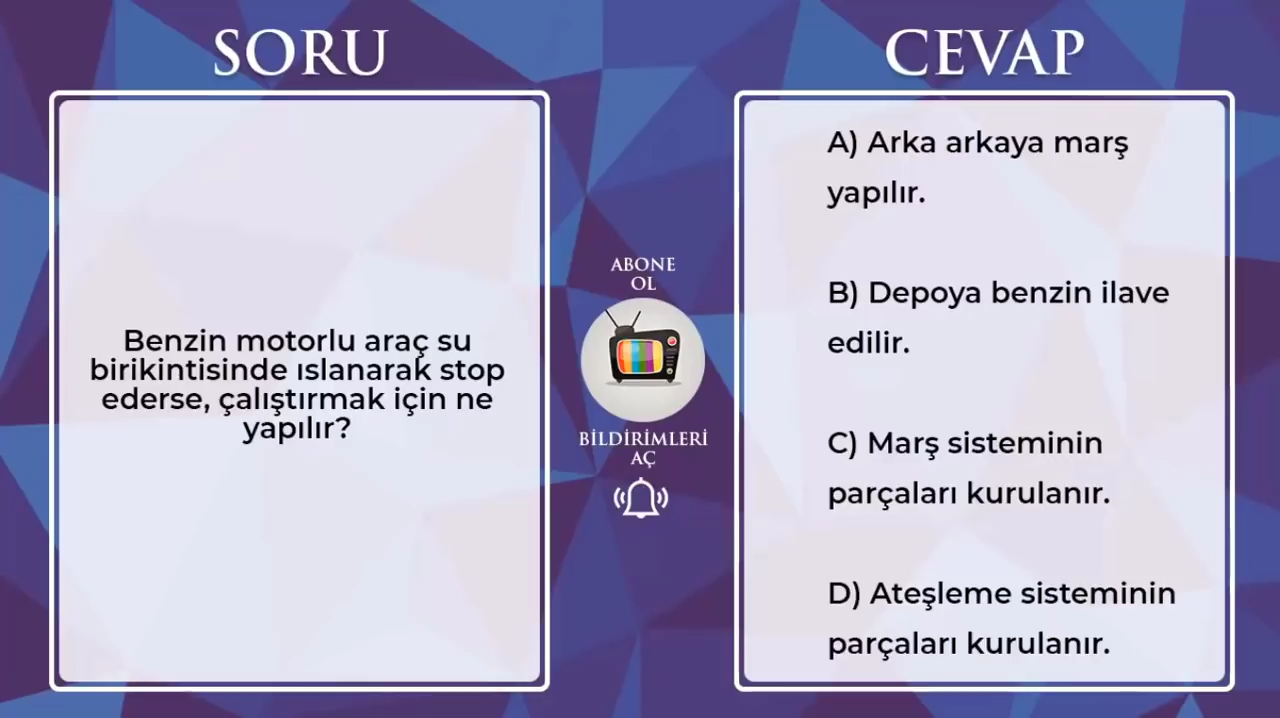 SORU
Benzin motorlu araç su
birikintisinde ıslanarak stop
ederse, çalıştırmak için ne
yapılır?
ABONE
OL
BİLDİRİMLERİ
AÇ
CEVAP
A) Arka arkaya marş
yapılır.
B) Depoya benzin ilave
edilir.
C) Marş sisteminin
parçaları kurulanır.
D) Ateşleme sisteminin
parçaları kurulanır.